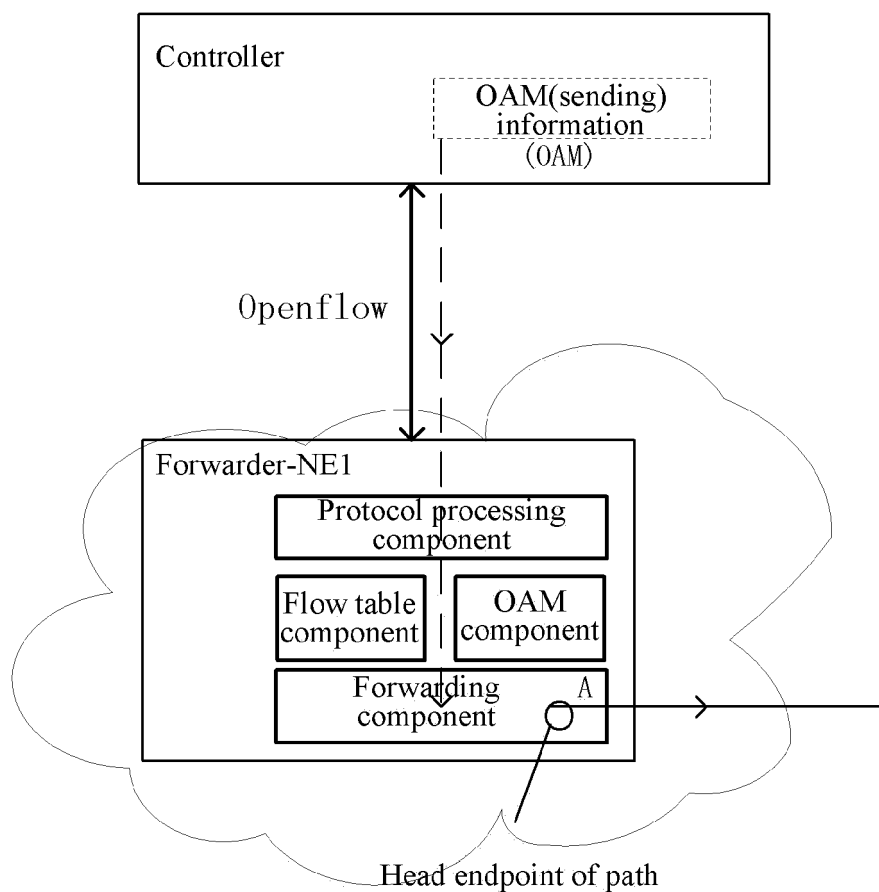 Controller
OAM(sending)
information
(OAM)
Openflow
Forwarder-NE1
Protocol processing
component
Flow table
component
OAM
component
Forwarding
component
A
Head endpoint of path